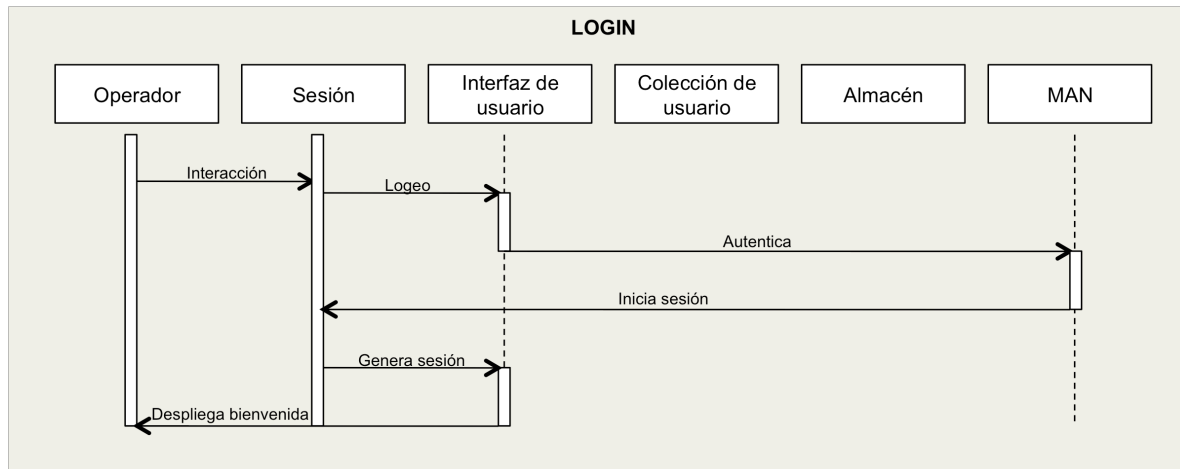 LOGIN
Operador
Sesión
Interfaz de
usuario
Colección de
usuario
Almacén
MAN
Interacción
Logeo
Autentica
Inicia sesión
Genera sesión
Despliega bienvenida